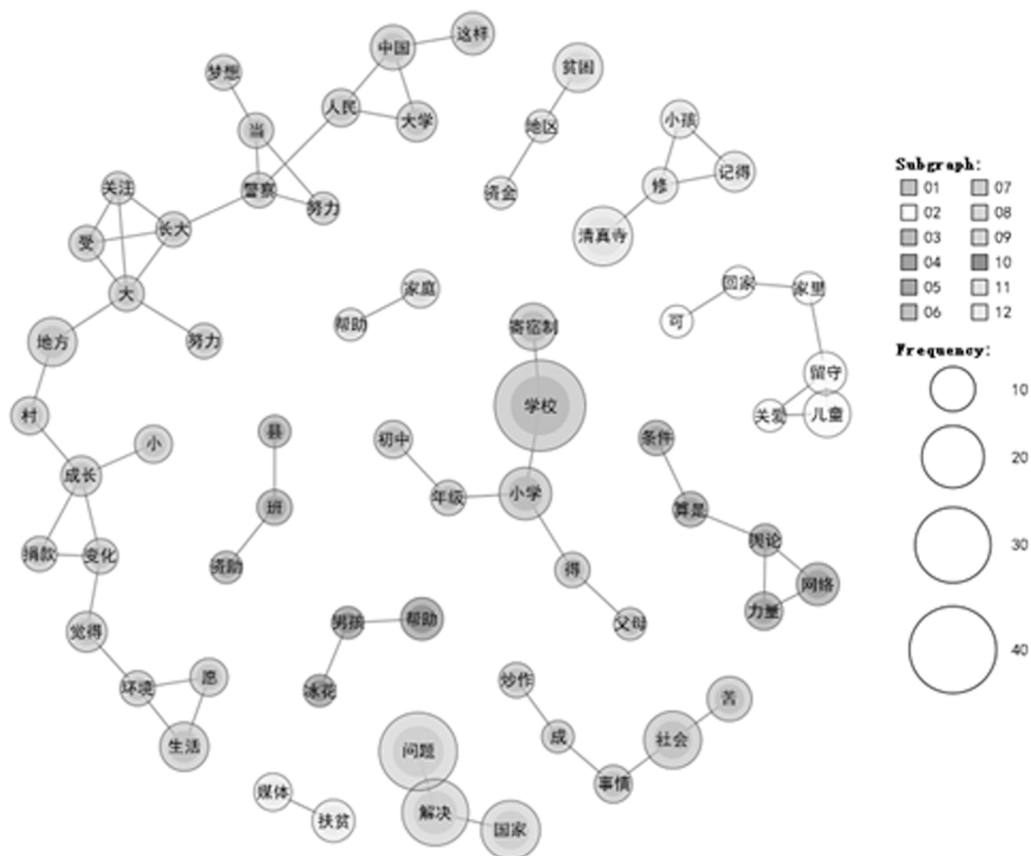 中国
这样
梦想
贫困
人民
大学
当
地区
小孩
关注
警察
努力
资金
修
记得
受
长大
清真寺
大
家庭
回家
家里
地方
努力
帮助
寄宿制
可
村
小
县
初中
学校
留守
关爱
儿童
成长
条件
班
年级
小学
算是
捐款
变化
资助
得
舆论
网络
觉得
男孩
帮助
父母
力量
环境
愿
冰花
炒作
苦
生活
问题
成
社会
媒体
扶贫
解决
国家
事情
Subgraph:
01 07
02 08
03 09
04 10
05 11
06 12
Frequency:
10
20
30
40